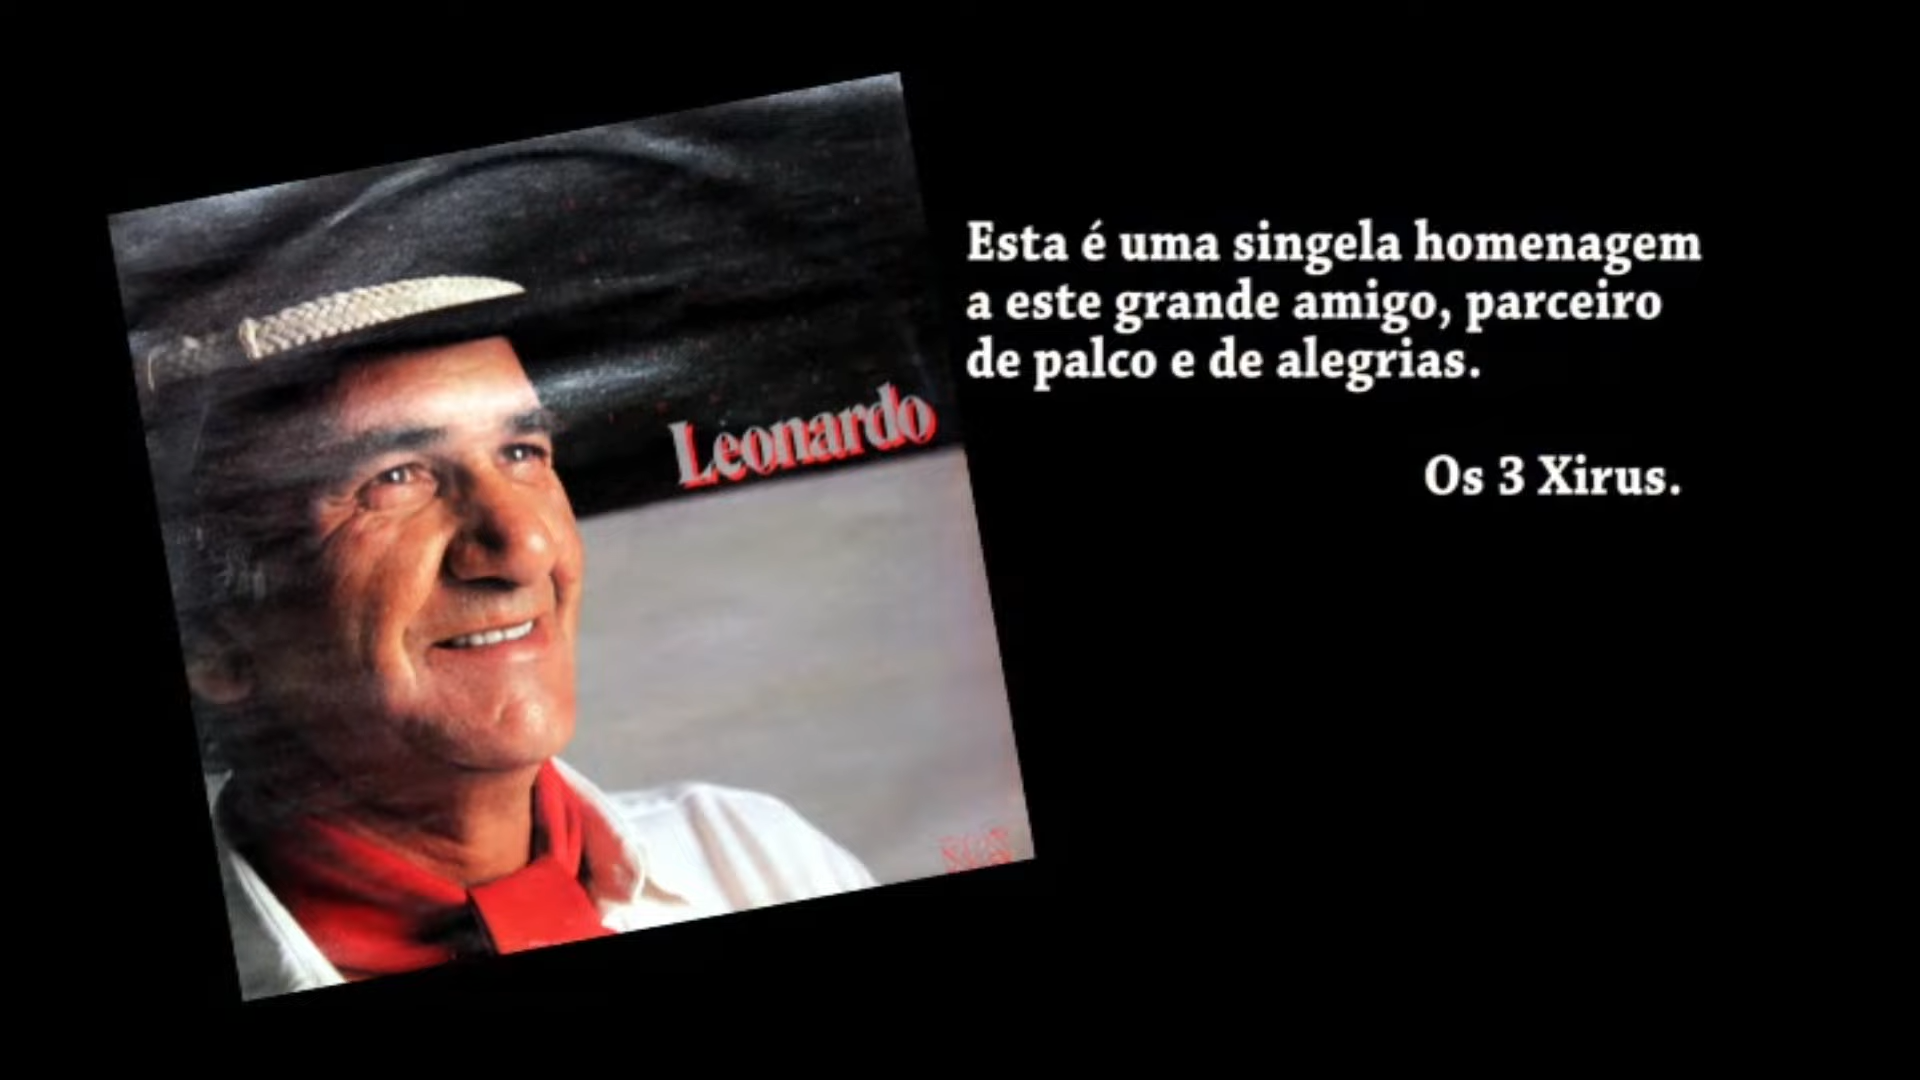 Leonardo
Esta é uma singela homenagem
a este grande amigo, parceiro
de palco e de alegrias.
Os 3 Xirus.